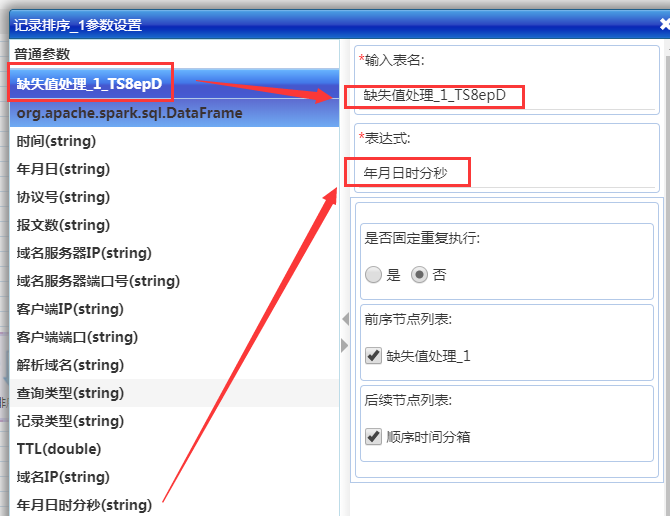 记录排序_1参数设置
普通参数
缺失值处理_1_TS8epD
org.apache.spark.sql.DataFrame
时间(string)
年月日(string)
协议号(string)
报文数(string)
域名服务器IP(string)
域名服务器端口号(string)
客户端IP(string)
客户端端口(string)
解析域名(string)
查询类型(string)
记录类型(string)
TTL(double)
域名IP(string)
年月日时分秒(string)
*输入表名:
缺失值处理_1_TS8epD
*表达式:
年月日时分秒
是否固定重复执行:
是 否
前序节点列表:
缺失值处理_1
后续节点列表:
顺序时间分箱